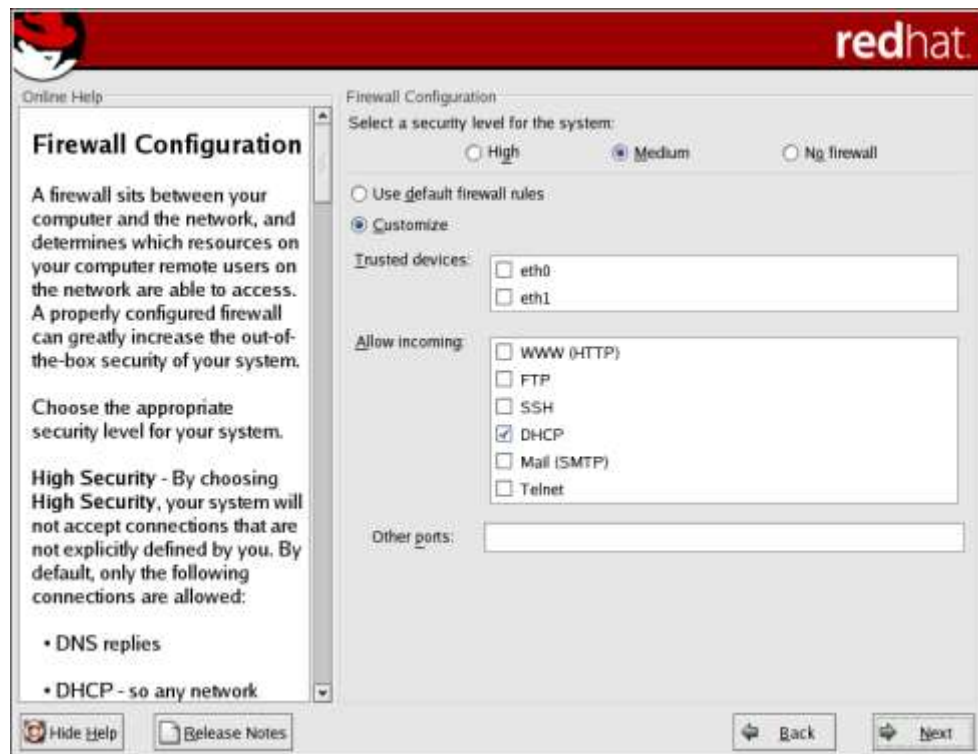 redhat.
Online Help
Firewall Configuration
A firewall sits between your
computer and the network, and
determines which resources on
your computer remote users on
the network are able to access.
A properly configured firewall
can greatly increase the out-of-
the-box security of your system.
Choose the appropriate
security level for your system.
High Security - By choosing
High Security, your system will
not accept connections that are
not explicitly defined by you. By
default, only the following
connections are allowed:
• DNS replies
• DHCP - so any network
Firewall Configuration
Select a security level for the system:
High
Medium
No firewall
Use default firewall rules
Customize
Trusted devices:
eth0
eth1
Allow incoming:
WWW (HTTP)
FTP
SSH
DHCP
Mail (SMTP)
Telnet
Other ports:
Hide Help
Release Notes
Back
Next